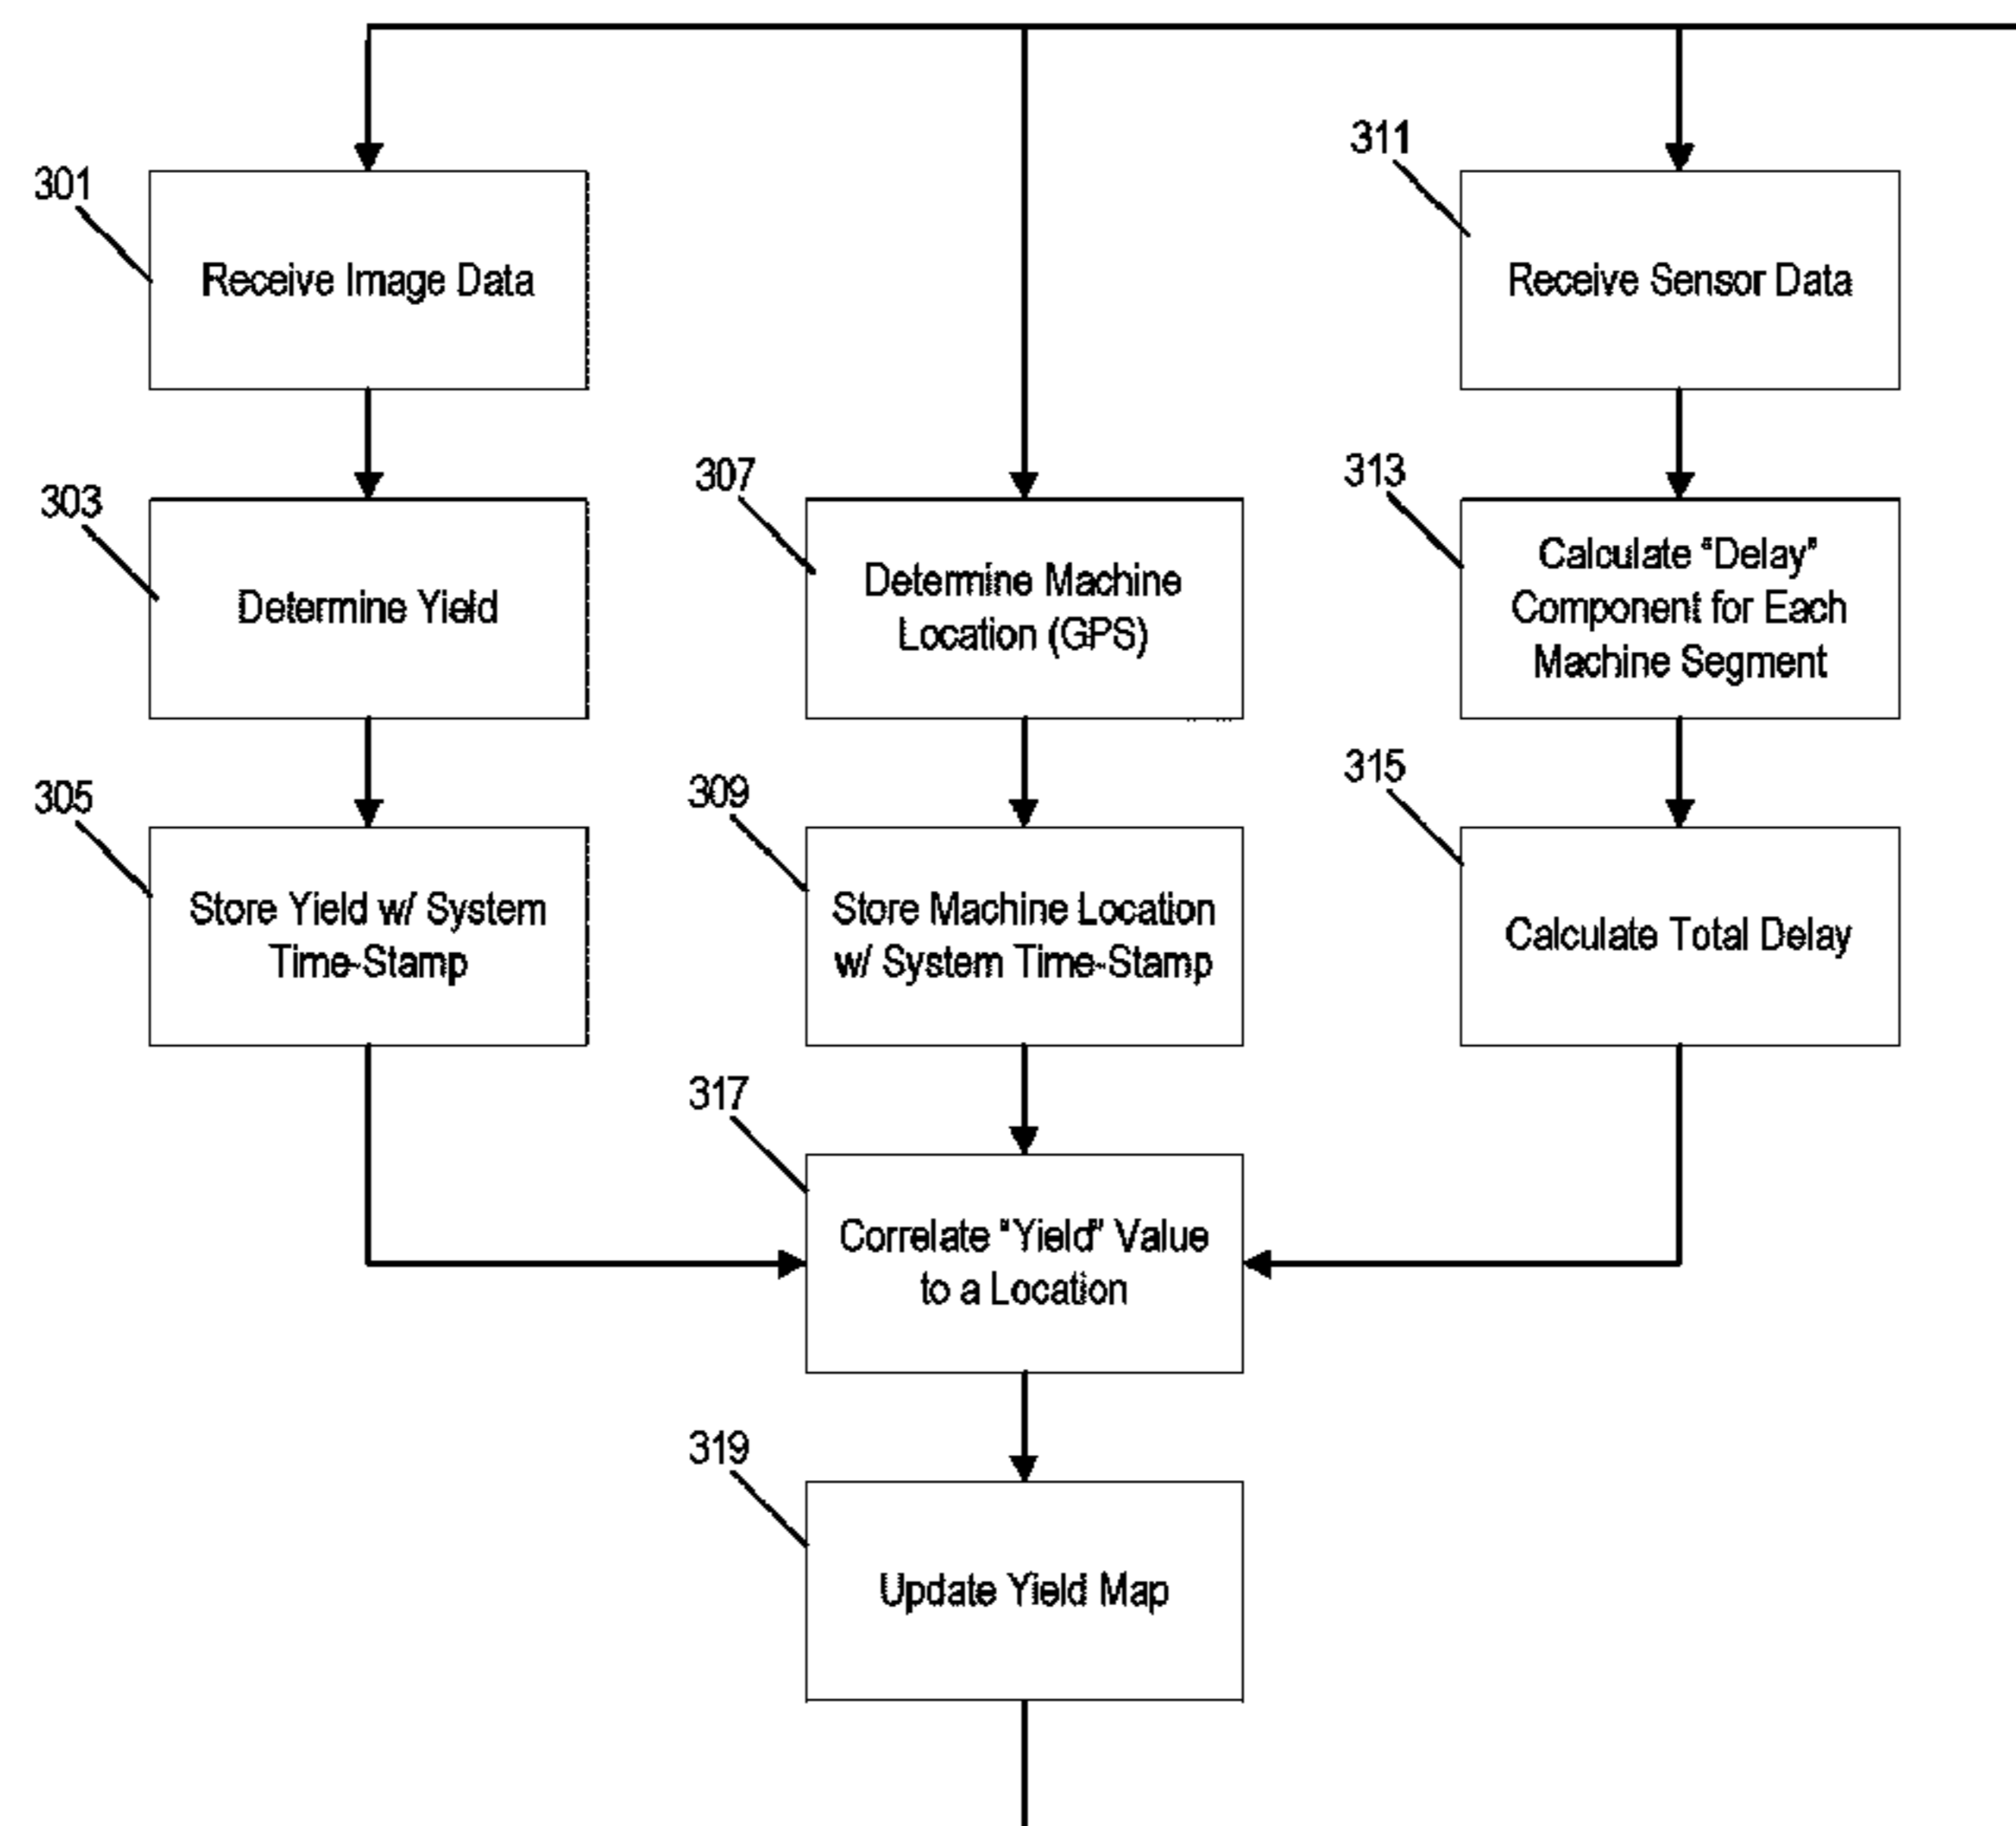 301
Receive Image Data
303
Determine Yield
305
Store Yield w/ System
Time-Stamp
307
Determine Machine
Location (GPS)
309
Store Machine Location
w/ System Time-Stamp
311
Receive Sensor Data
313
Calculate "Delay"
Component for Each
Machine Segment
315
Calculate Total Delay
317
Correlate "Yield" Value
to a Location
319
Update Yield Map